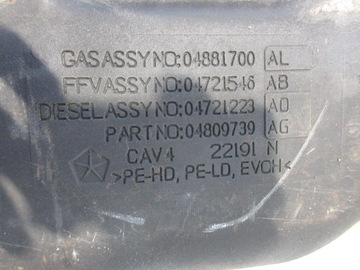 GAS ASSY NO: 04881700 AL
FFV ASSY NO: 04721546 AB
DIESEL ASSY NO: 04721223 AO
PART NO: 04809739 AG
CAV 4 22191 N
>PE-HD, PE-LD, EVOH<